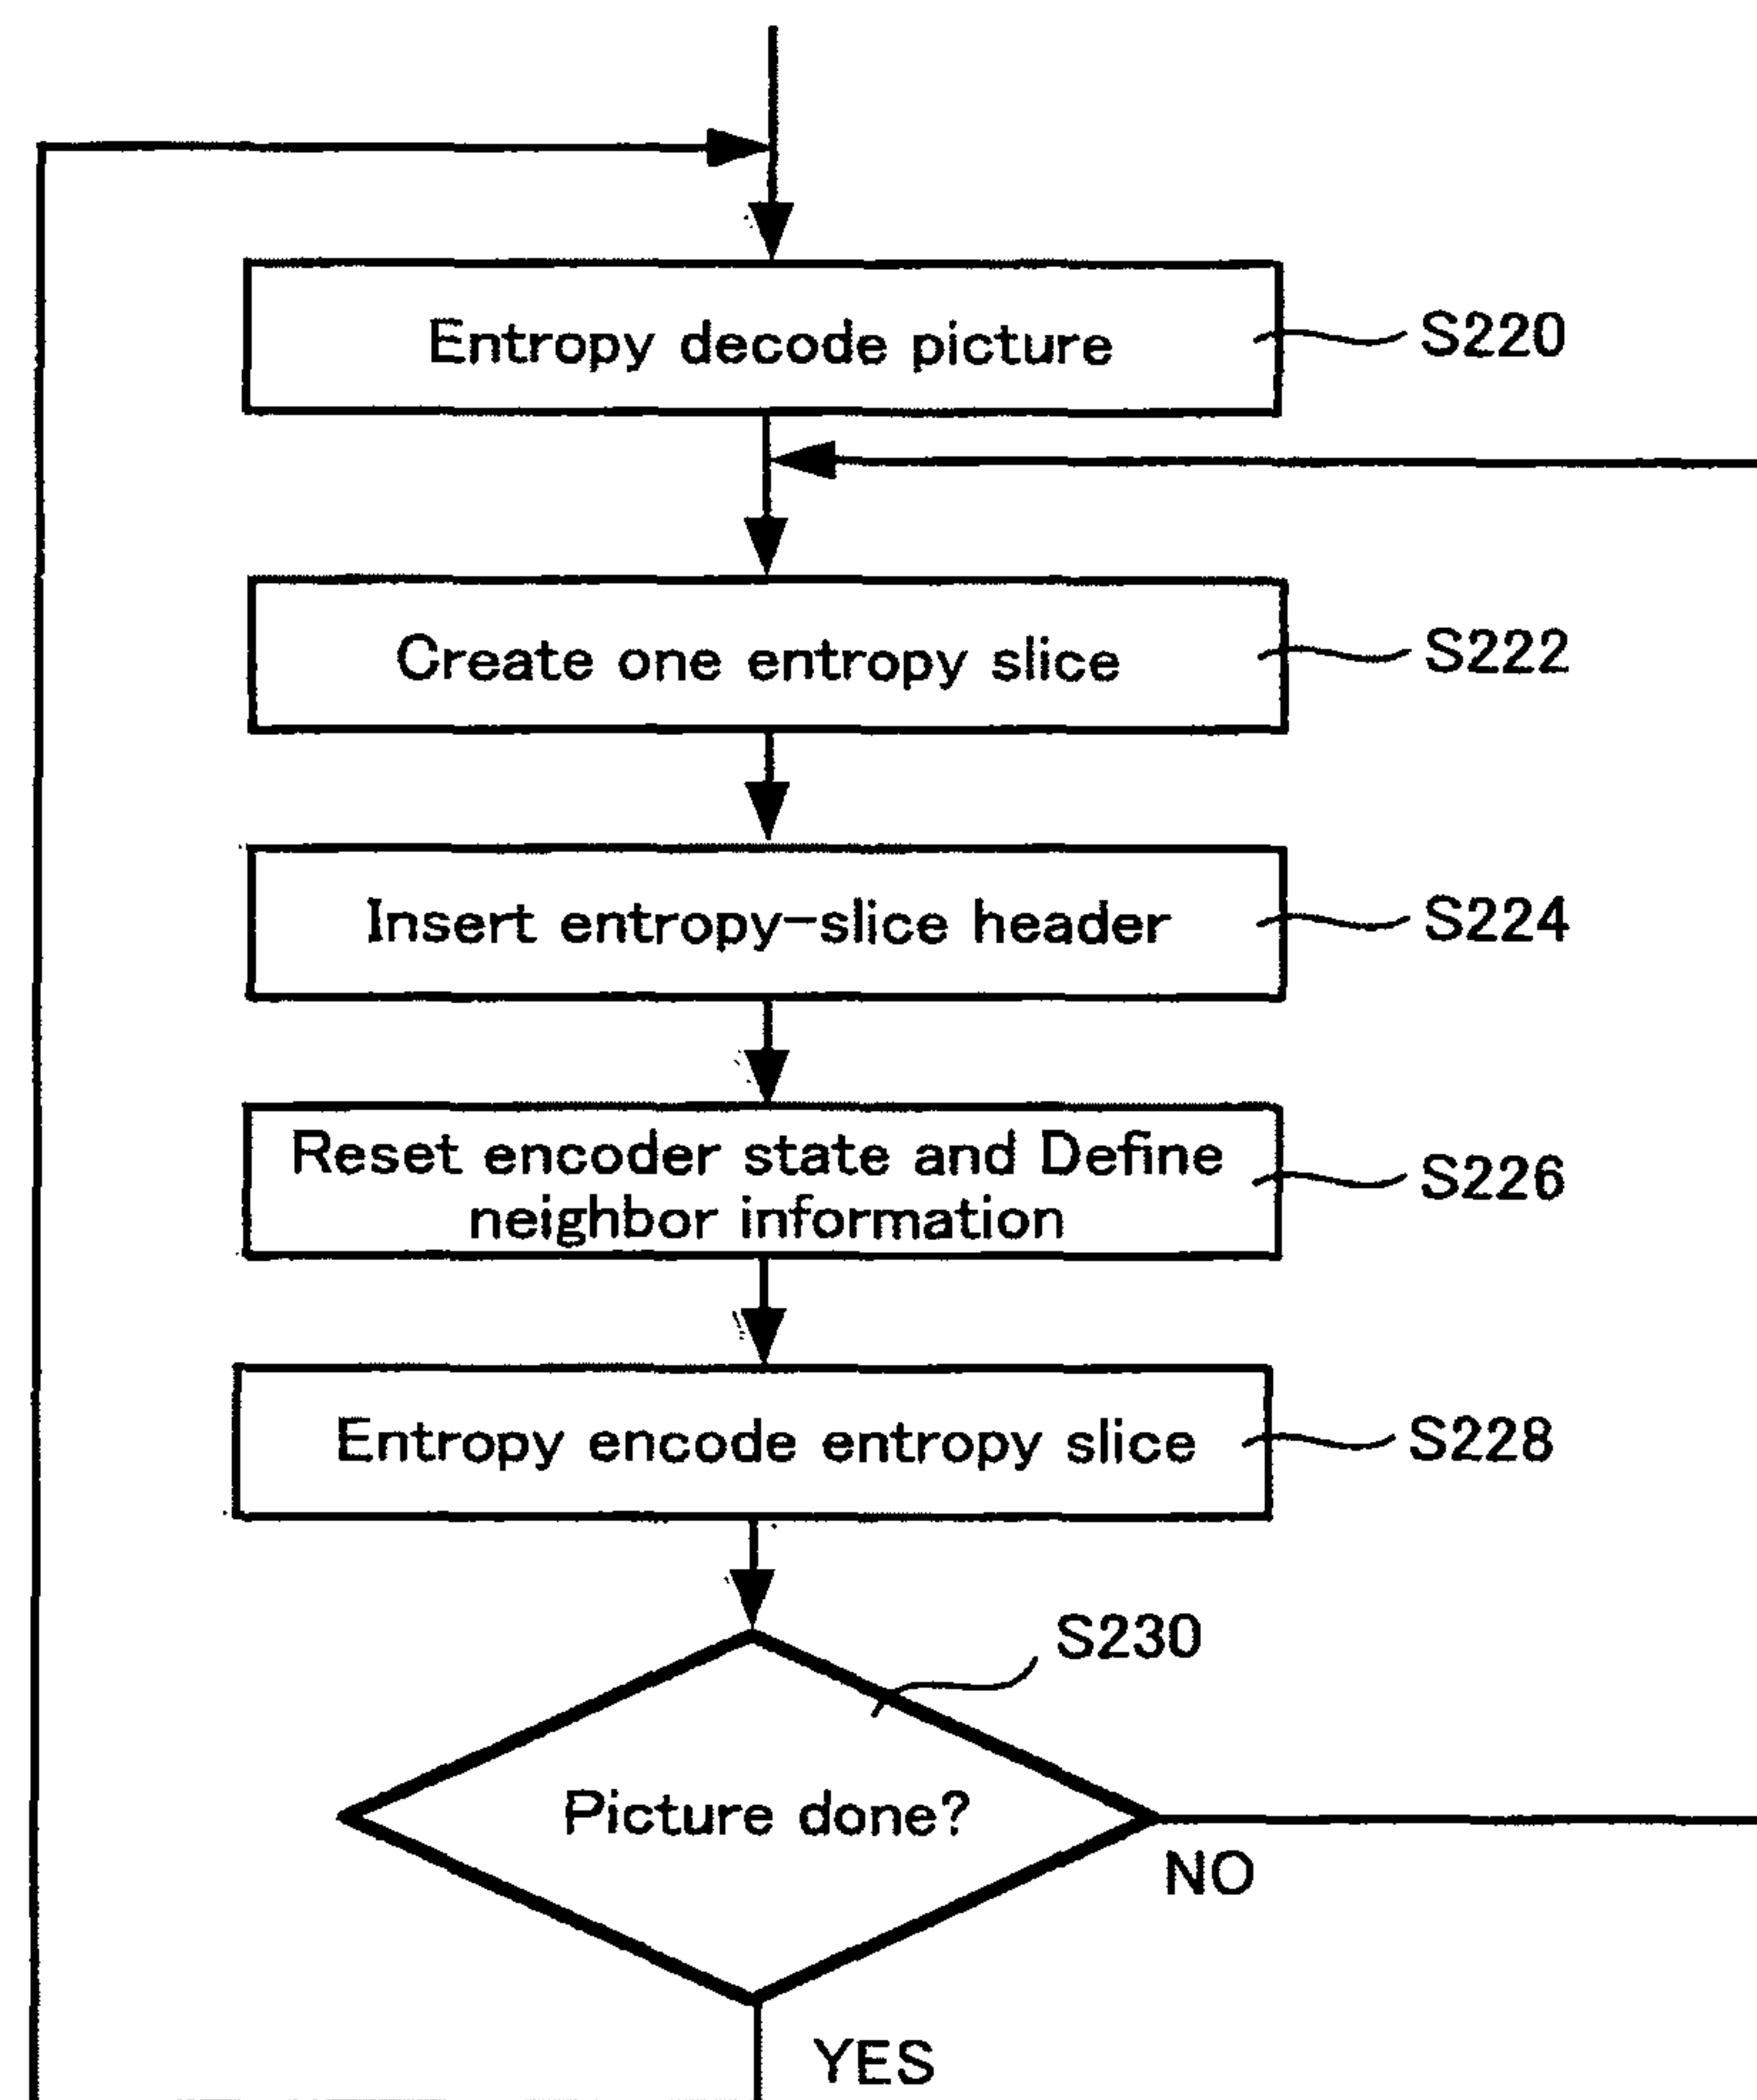 Entropy decode picture
S220
Create one entropy slice
S222
Insert entropy-slice header
S224
Reset encoder state and Define
neighbor information
S226
Entropy encode entropy slice
S228
S230
Picture done?
NO
YES